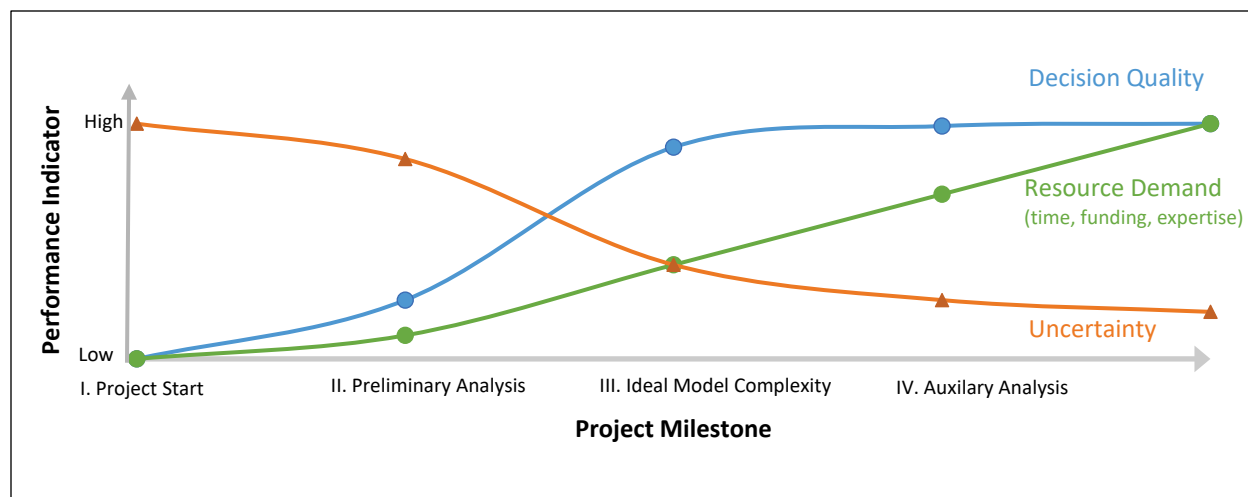 Decision Quality
High
Resource Demand
(time, funding, expertise)
Performance Indicator
Uncertainty
Low
I. Project Start
II. Preliminary Analysis
III. Ideal Model Complexity
IV. Auxilary Analysis
Project Milestone